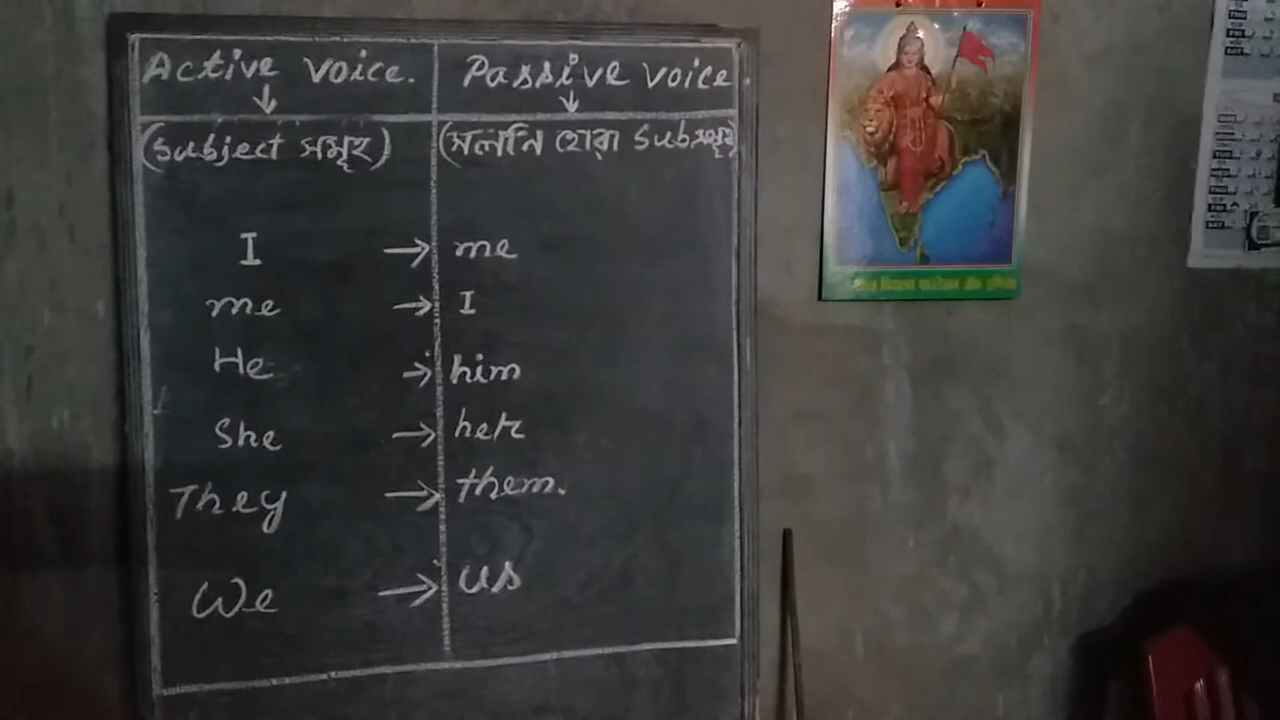 Active voice.
Passive voice.
(Subject সমূহ)
(সলনি হোৱা Subসমূহ)
I → me
me → I
He → him
She → her
They → them.
We → us